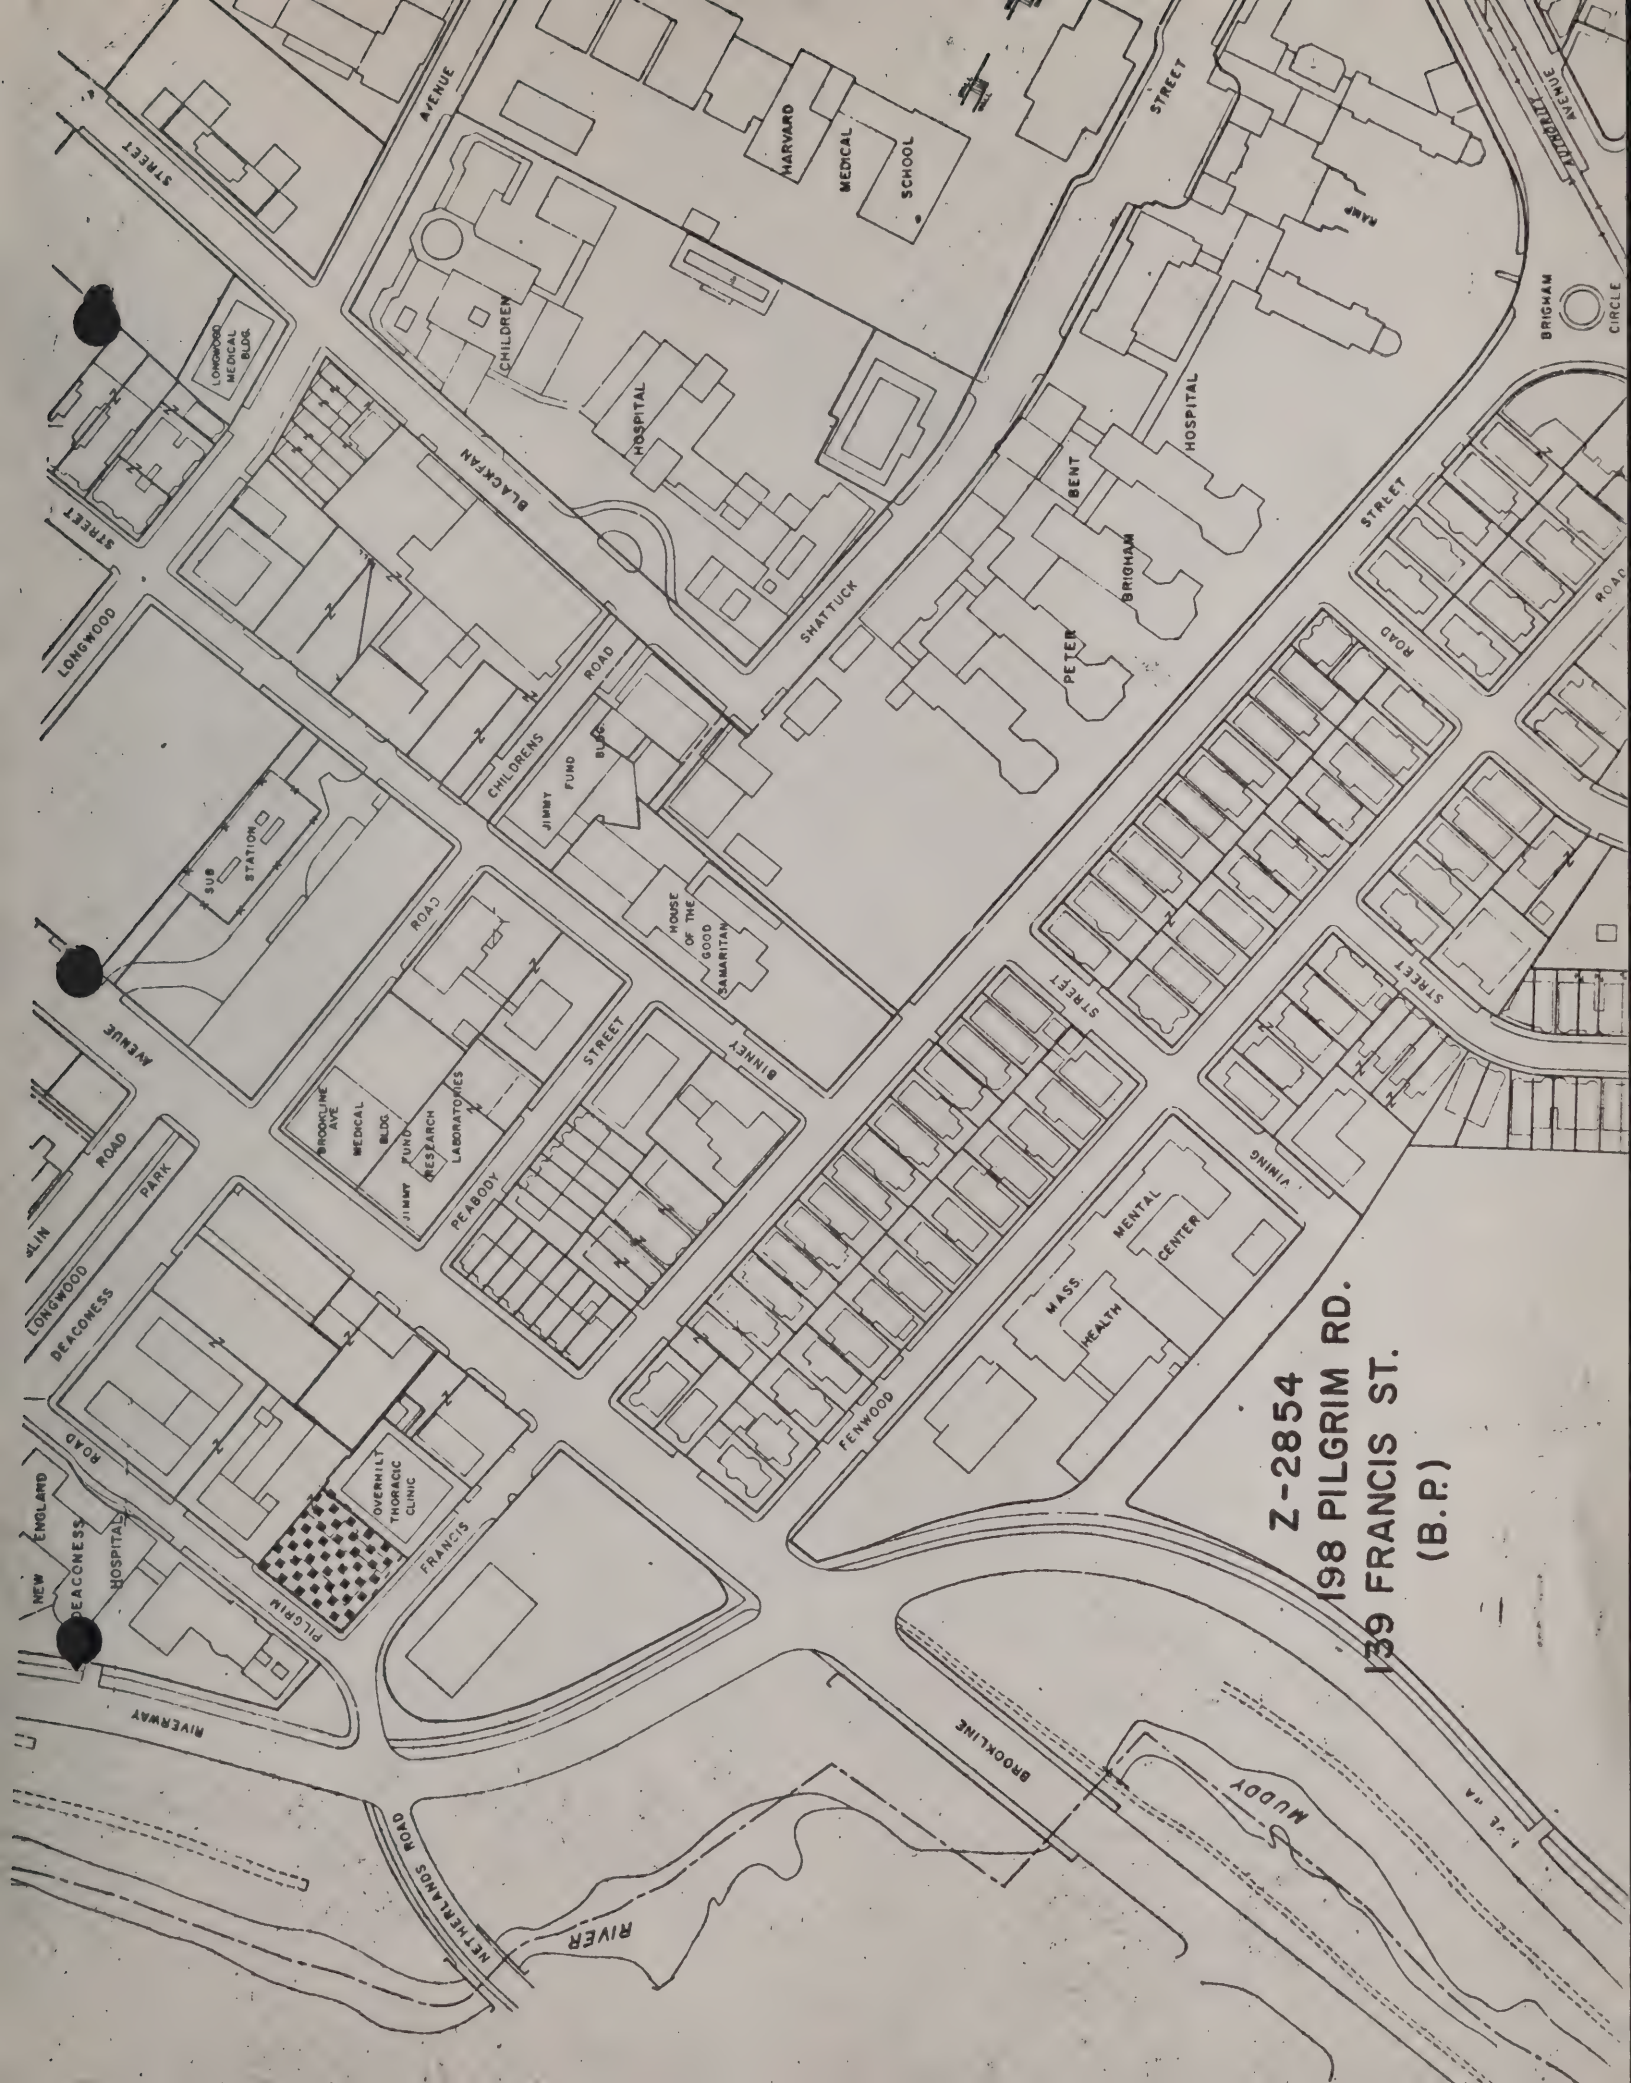 STREET
AVENUE
HARVARD
MEDICAL
SCHOOL
STREET
AUTHORITY
AVENUE
RAMP
BRIGHAM
CIRCLE
LONGWOOD
MEDICAL
BLDG.
CHILDREN
HOSPITAL
STREET
LONGWOOD
BLACKFAN
SHATTUCK
PETER
BENT
BRIGHAM
HOSPITAL
STREET
ROAD
ROAD
CHILDRENS
ROAD
JIMMY
FUND
BLDG.
SUB
STATION
ROAD
HOUSE
OF THE
GOOD
SAMARITAN
AVENUE
BROOKLINE
AVE
MEDICAL
BLDG.
JIMMY
FUND
RESEARCH
LABORATORIES
PEABODY
STREET
BINNEY
STREET
STREET
VINING
MASS.
MENTAL
HEALTH
CENTER
FENWOOD
ROAD
BLIN
PARK
LONGWOOD
DEACONESS
ROAD
NEW
ENGLAND
DEACONESS
HOSPITAL
OVERHILT
THORACIC
CLINIC
FRANCIS
PILGRIM
RIVERWAY
NETHERLANDS ROAD
RIVER
BROOKLINE
MUDDY
Z-2854
198 PILGRIM RD.
139 FRANCIS ST.
(B.P.)